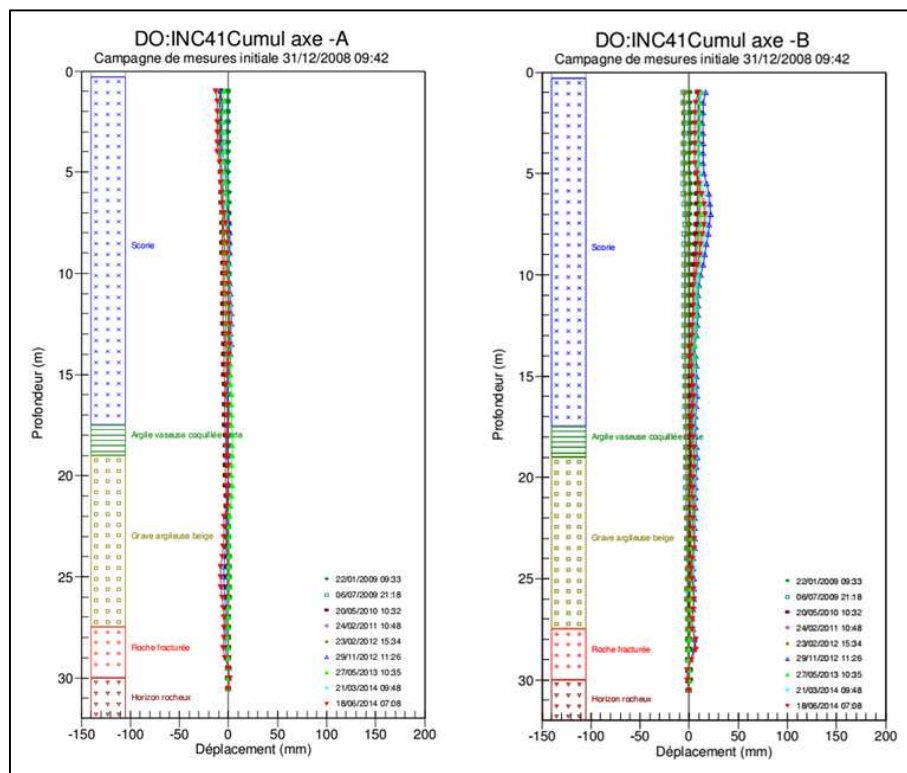 DO:INC41Cumul axe -A
Campagne de mesures initiale 31/12/2008 09:42
0
5
10
15
20
25
30
Profondeur (m)
Scorie
Argile vaseuse coquillée
Grave argileuse beige
Roche fracturée
Horizon rocheux
22/01/2009 09:33
06/07/2009 21:18
20/05/2010 10:32
24/02/2011 10:48
23/02/2012 15:34
29/11/2012 11:26
27/05/2013 10:35
21/03/2014 09:48
18/06/2014 07:08
-150
-100
-50
0
50
100
150
200
Déplacement (mm)
DO:INC41Cumul axe -B
Campagne de mesures initiale 31/12/2008 09:42
0
5
10
15
20
25
30
Profondeur (m)
Scorie
Argile vaseuse coquillée
Grave argileuse beige
Roche fracturée
Horizon rocheux
22/01/2009 09:33
06/07/2009 21:18
20/05/2010 10:32
24/02/2011 10:48
23/02/2012 15:34
29/11/2012 11:26
27/05/2013 10:35
21/03/2014 09:48
18/06/2014 07:08
-150
-100
-50
0
50
100
150
200
Déplacement (mm)